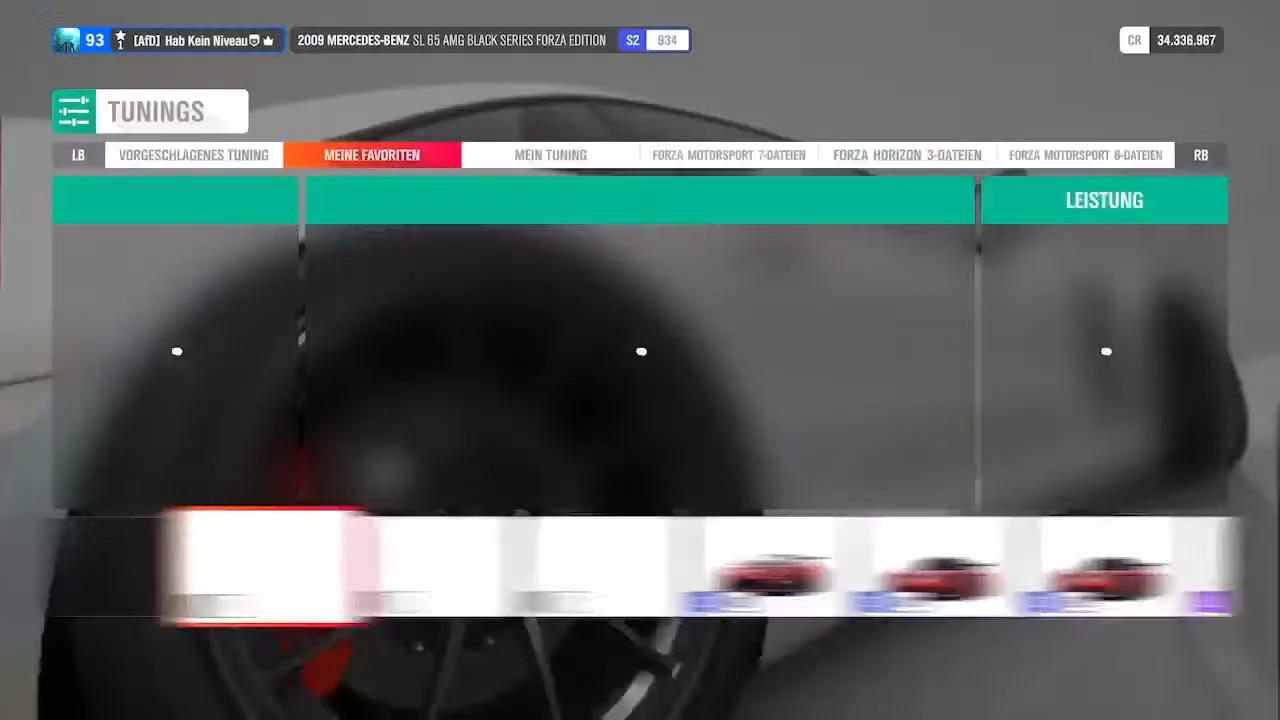 93 1 [AfD] Hab Kein Niveau 2009 MERCEDES-BENZ SL 65 AMG BLACK SERIES FORZA EDITION S2 934 CR 34.336.967
TUNINGS
LB VORGESCHLAGENES TUNING MEINE FAVORITEN MEIN TUNING FORZA MOTORSPORT 7-DATEIEN FORZA HORIZON 3-DATEIEN FORZA MOTORSPORT 6-DATEIEN RB
LEISTUNG